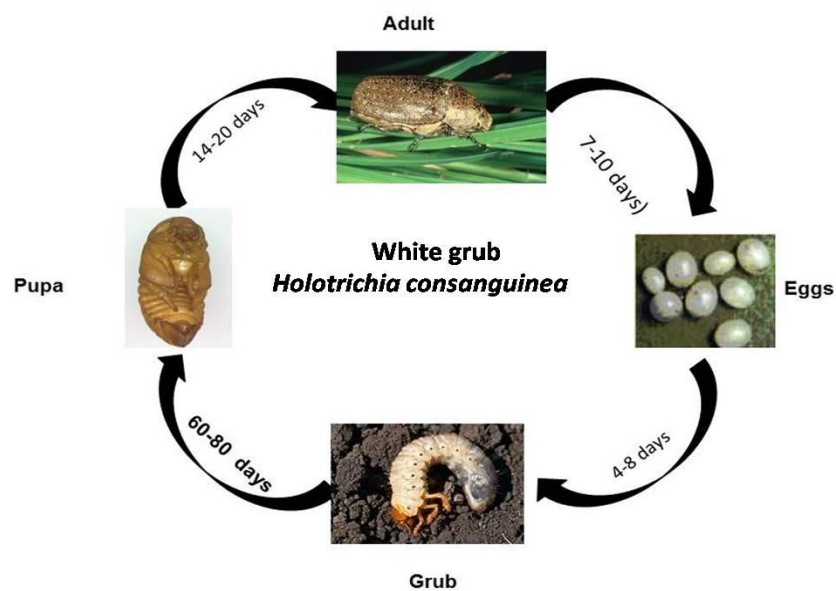 Adult
14-20 days
7-10 days)
White grub
Holotrichia consanguinea
Pupa
Eggs
60-80 days
4-8 days
Grub